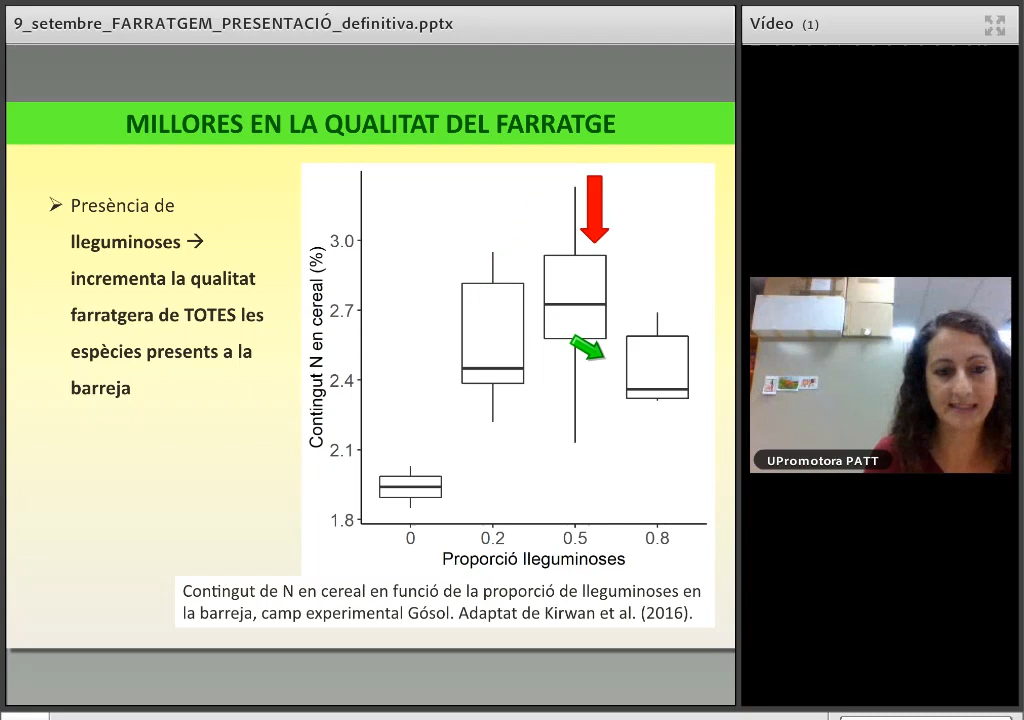 9_setembre_FARRATGEM_PRESENTACIÓ_definitiva.pptx
Vídeo (1)
MILLORES EN LA QUALITAT DEL FARRATGE
Presència de
lleguminoses →
incrementa la qualitat
farratgera de TOTES les
espècies presents a la
barreja
Contingut N en cereal (%)
3.0
2.7
2.4
2.1
1.8
0 0.2 0.5 0.8
Proporció lleguminoses
Contingut de N en cereal en funció de la proporció de lleguminoses en
la barreja, camp experimental Gósol. Adaptat de Kirwan et al. (2016).
UPromotora PATT